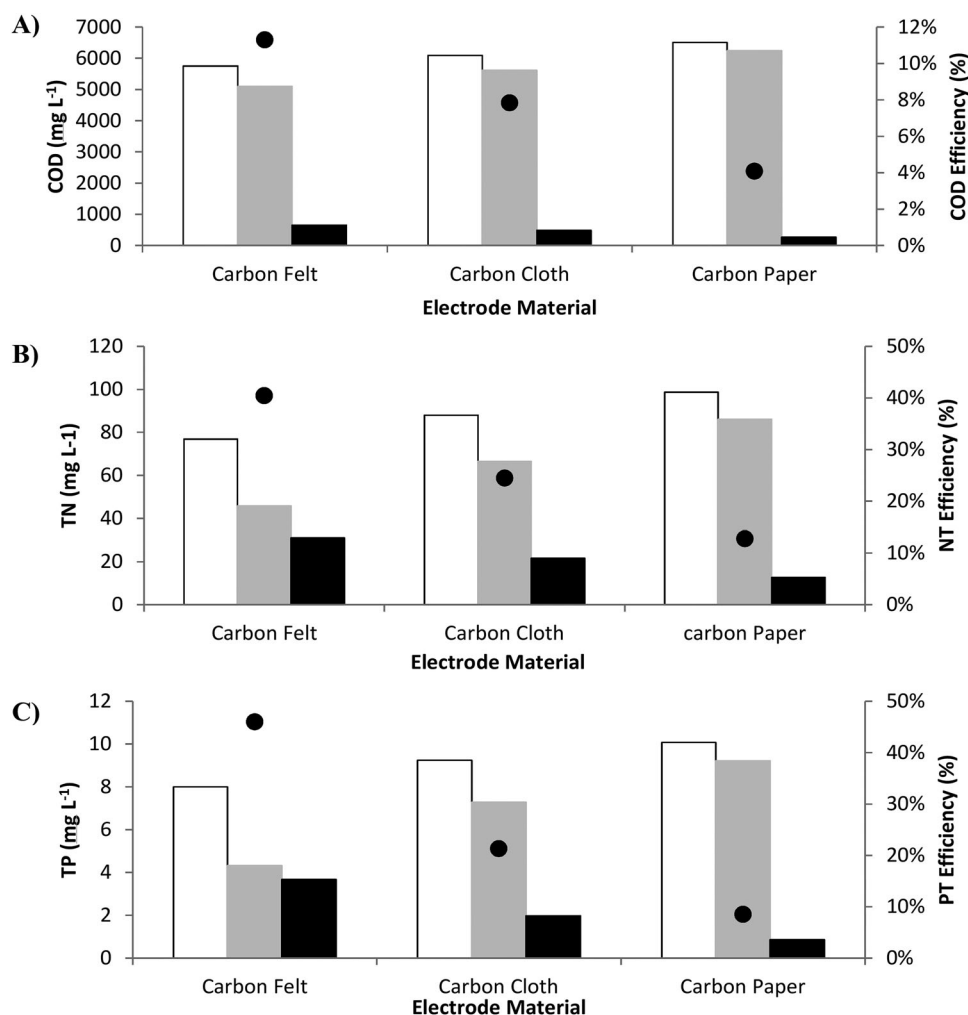 A)
COD (mg L-1)
7000
6000
5000
4000
3000
2000
1000
0
12%
10%
8%
6%
4%
2%
0%
COD Efficiency (%)
Carbon Felt Carbon Cloth Carbon Paper
Electrode Material
B)
TN (mg L-1)
120
100
80
60
40
20
0
50%
40%
30%
20%
10%
0%
NT Efficiency (%)
Carbon Felt Carbon Cloth carbon Paper
Electrode Material
C)
TP (mg L-1)
12
10
8
6
4
2
0
50%
40%
30%
20%
10%
0%
PT Efficiency (%)
Carbon Felt Carbon Cloth Carbon Paper
Electrode Material